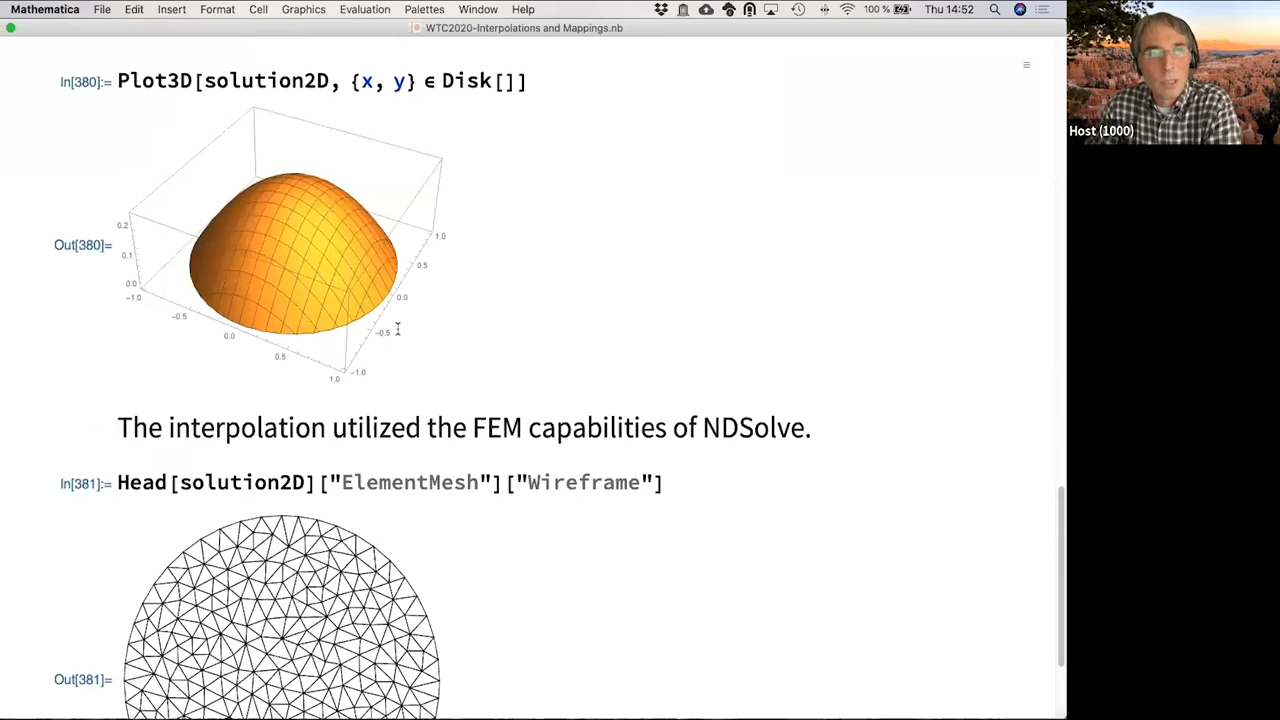 Mathematica File Edit Insert Format Cell Graphics Evaluation Palettes Window Help 100 % Thu 14:52
WTC2020-Interpolations and Mappings.nb
In[380]:= Plot3D[solution2D, {x, y} ∈ Disk[]]
Host (1000)
Out[380]=
0.2
0.1
0.0
-1.0
-0.5
0.0
0.5
1.0
1.0
0.5
0.0
-0.5
-1.0
The interpolation utilized the FEM capabilities of NDSolve.
In[381]:= Head[solution2D]["ElementMesh"]["Wireframe"]
Out[381]=